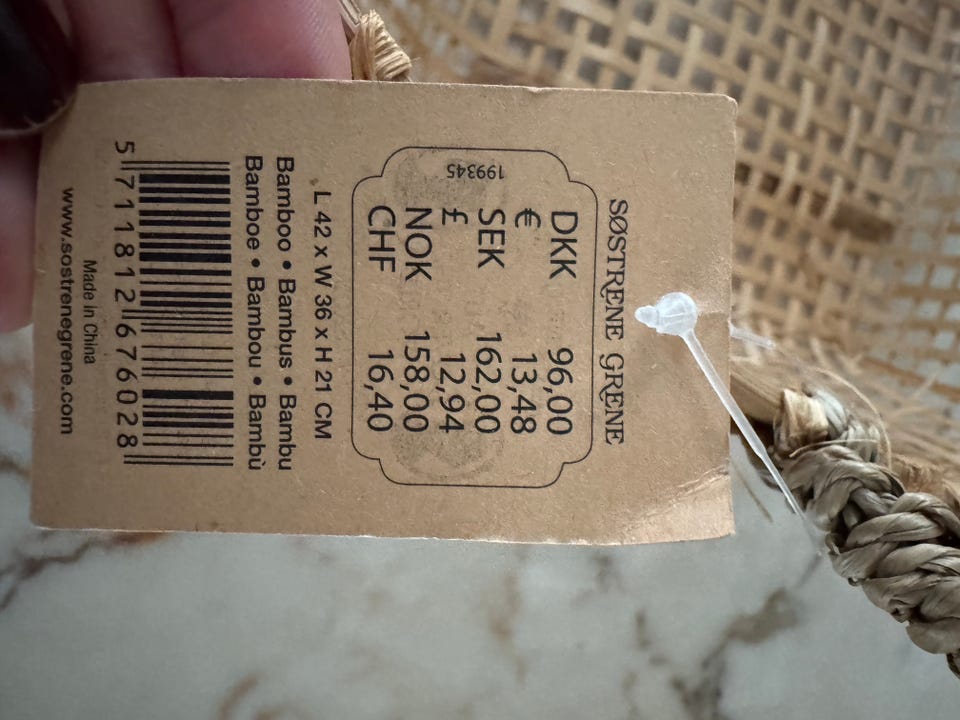 SØSTRENE GRENE
DKK 96,00
€ 13,48
SEK 162,00
£ 12,94
NOK 158,00
CHF 16,40
199345
L 42 x W 36 x H 21 CM
Bamboo • Bambus • Bambu
Bamboe • Bambou • Bambù
5 711812 676028
Made in China
www.sostrenegrene.com